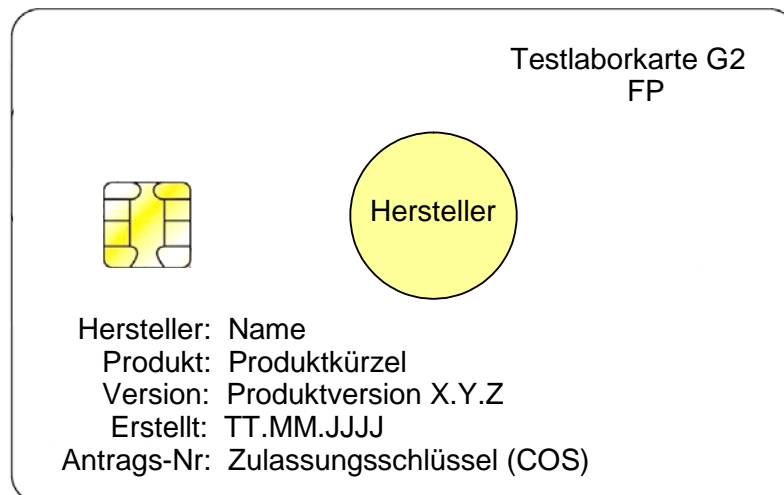 Testlaborkarte G2
FP
Hersteller
Hersteller: Name
Produkt: Produktkürzel
Version: Produktversion X.Y.Z
Erstellt: TT.MM.JJJJ
Antrags-Nr: Zulassungsschlüssel (COS)